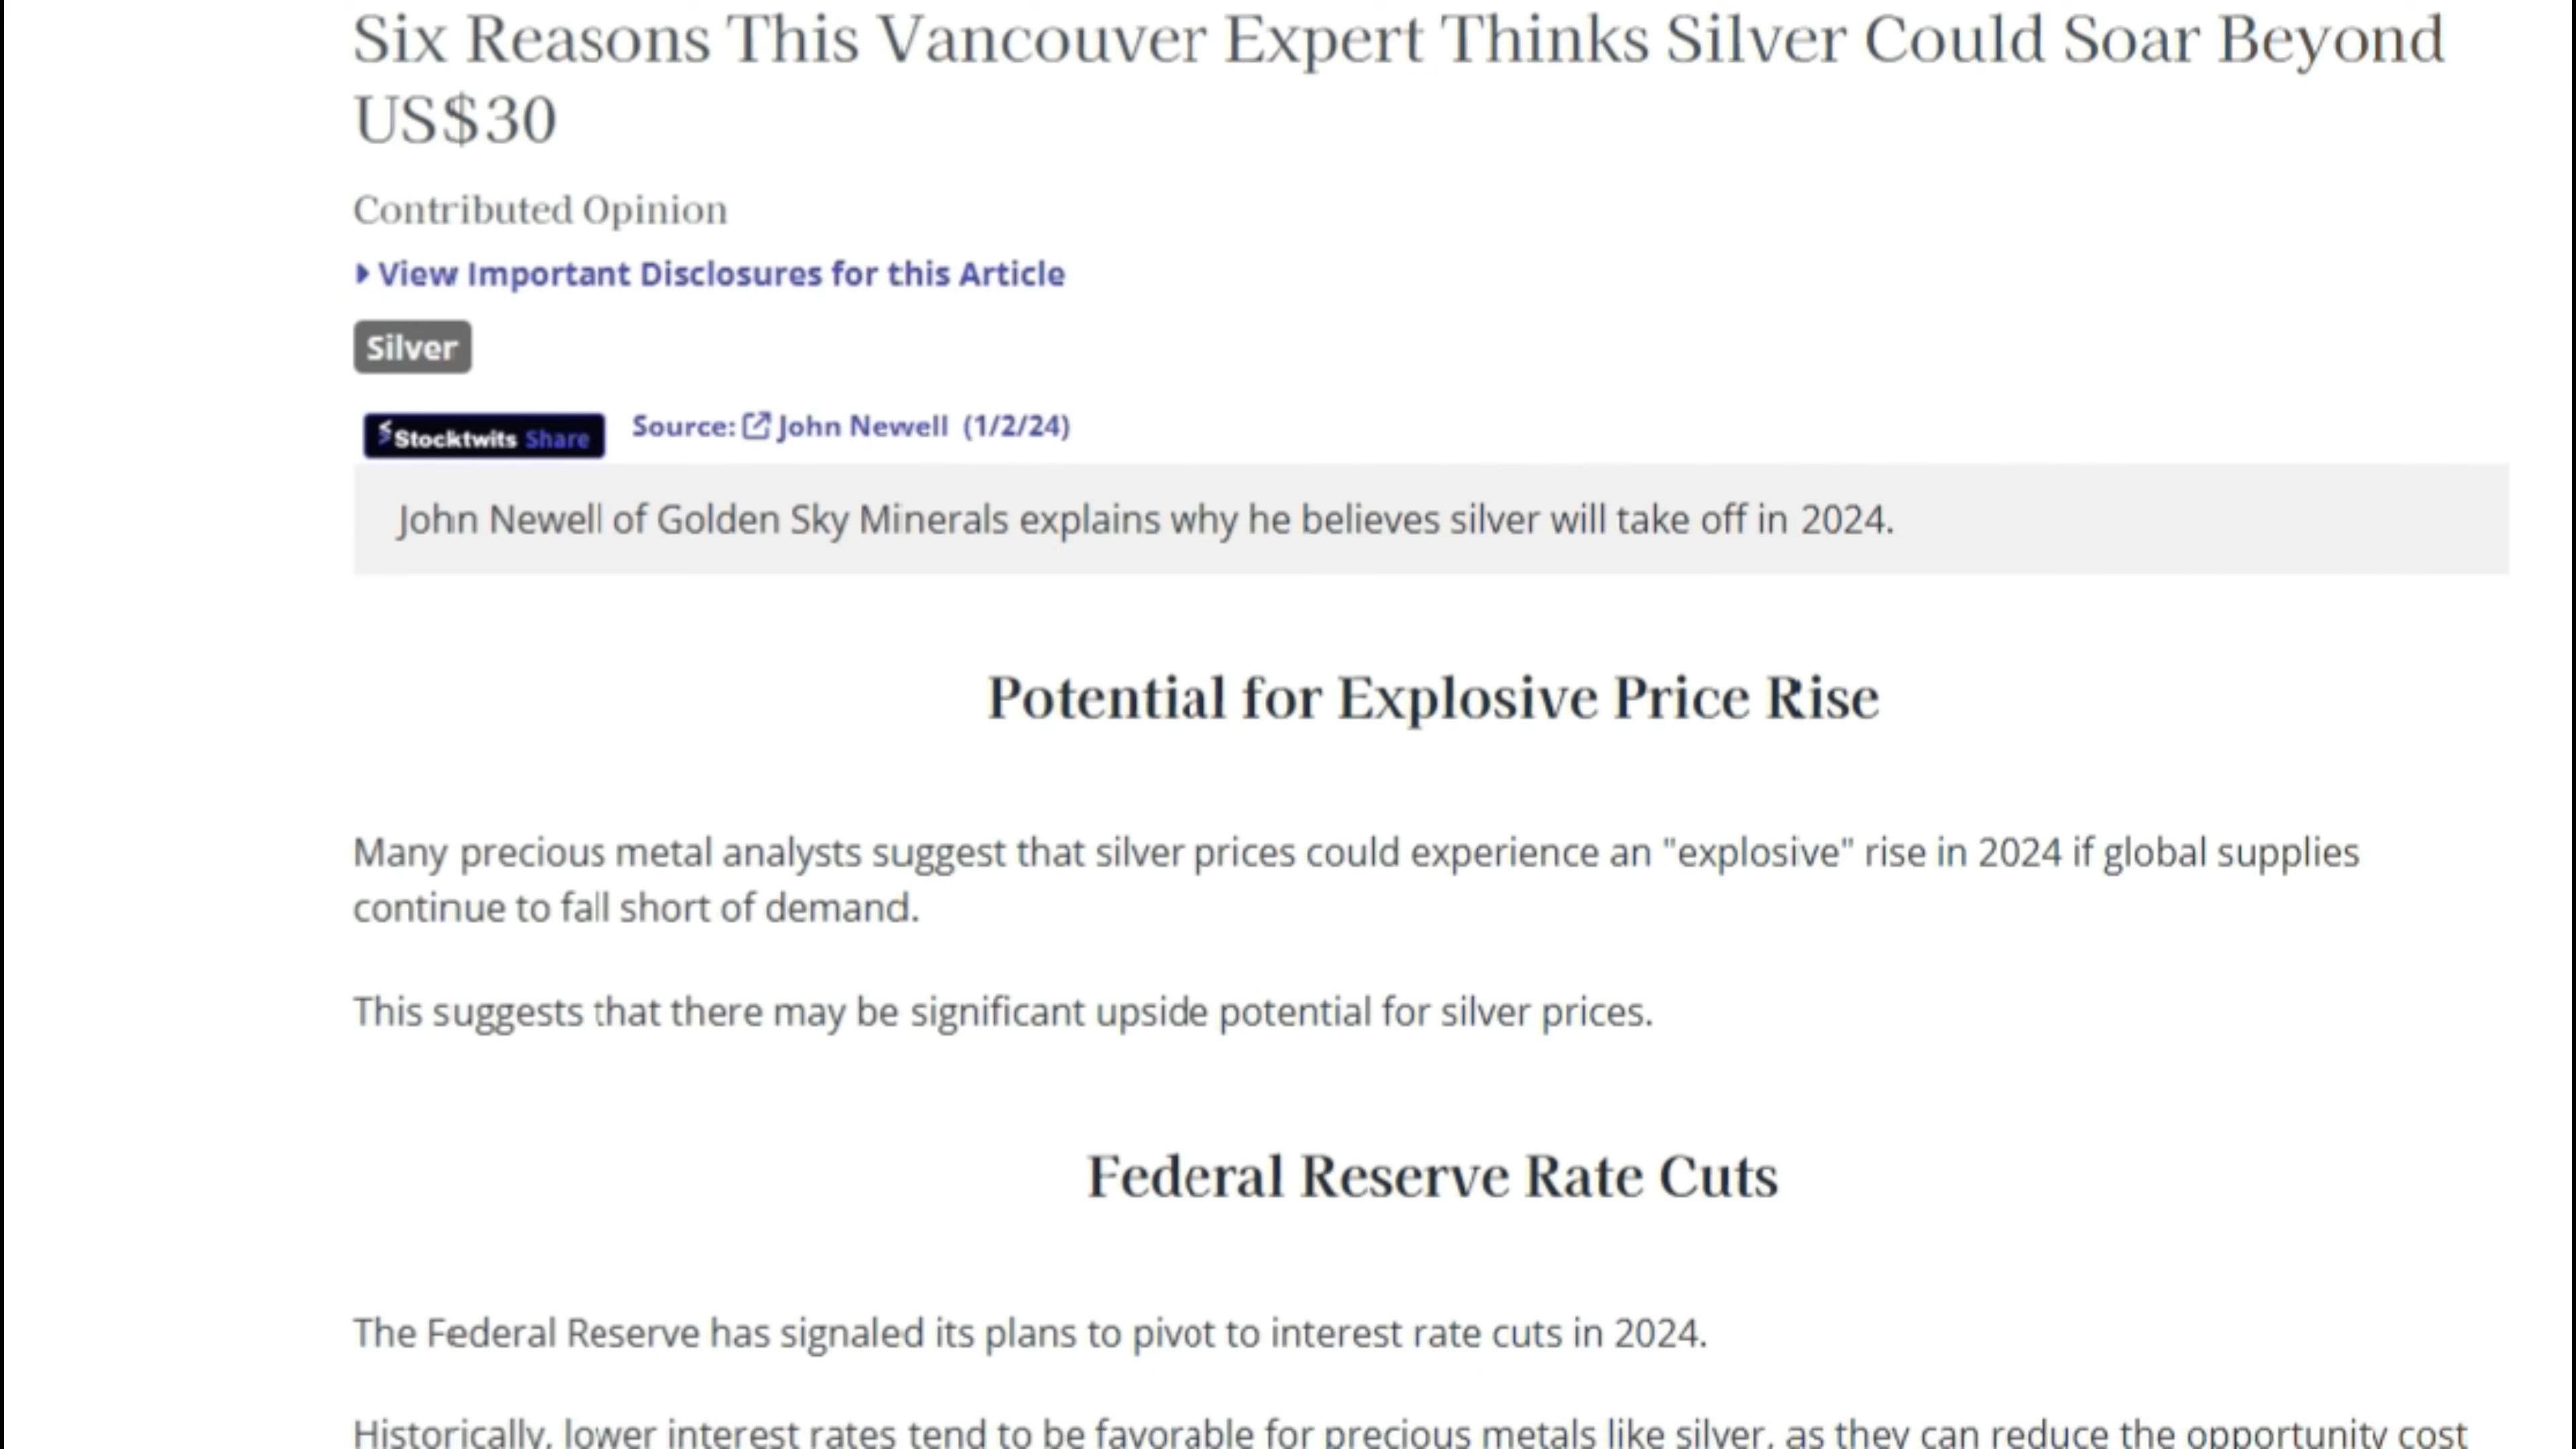 Six Reasons This Vancouver Expert Thinks Silver Could Soar Beyond
US$30
Contributed Opinion
View Important Disclosures for this Article
Silver
Stocktwits Share Source: John Newell (1/2/24)
John Newell of Golden Sky Minerals explains why he believes silver will take off in 2024.
Potential for Explosive Price Rise
Many precious metal analysts suggest that silver prices could experience an "explosive" rise in 2024 if global supplies
continue to fall short of demand.
This suggests that there may be significant upside potential for silver prices.
Federal Reserve Rate Cuts
The Federal Reserve has signaled its plans to pivot to interest rate cuts in 2024.
Historically, lower interest rates tend to be favorable for precious metals like silver, as they can reduce the opportunity cost